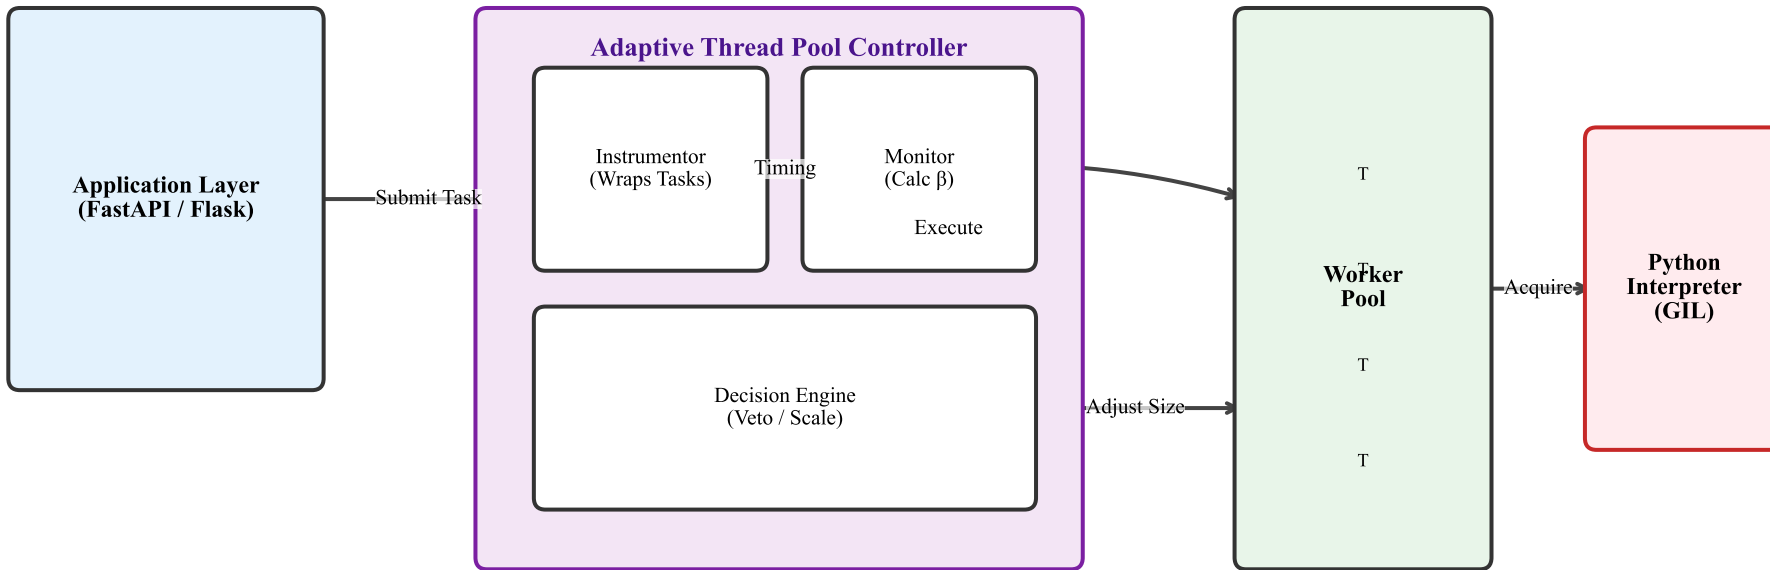 Application Layer
(FastAPI / Flask)
Submit Task
Adaptive Thread Pool Controller
Instrumentor
(Wraps Tasks)
Timing
Monitor
(Calc β)
Execute
Decision Engine
(Veto / Scale)
Adjust Size
T
T
Worker
Pool
T
T
Acquire
Python
Interpreter
(GIL)